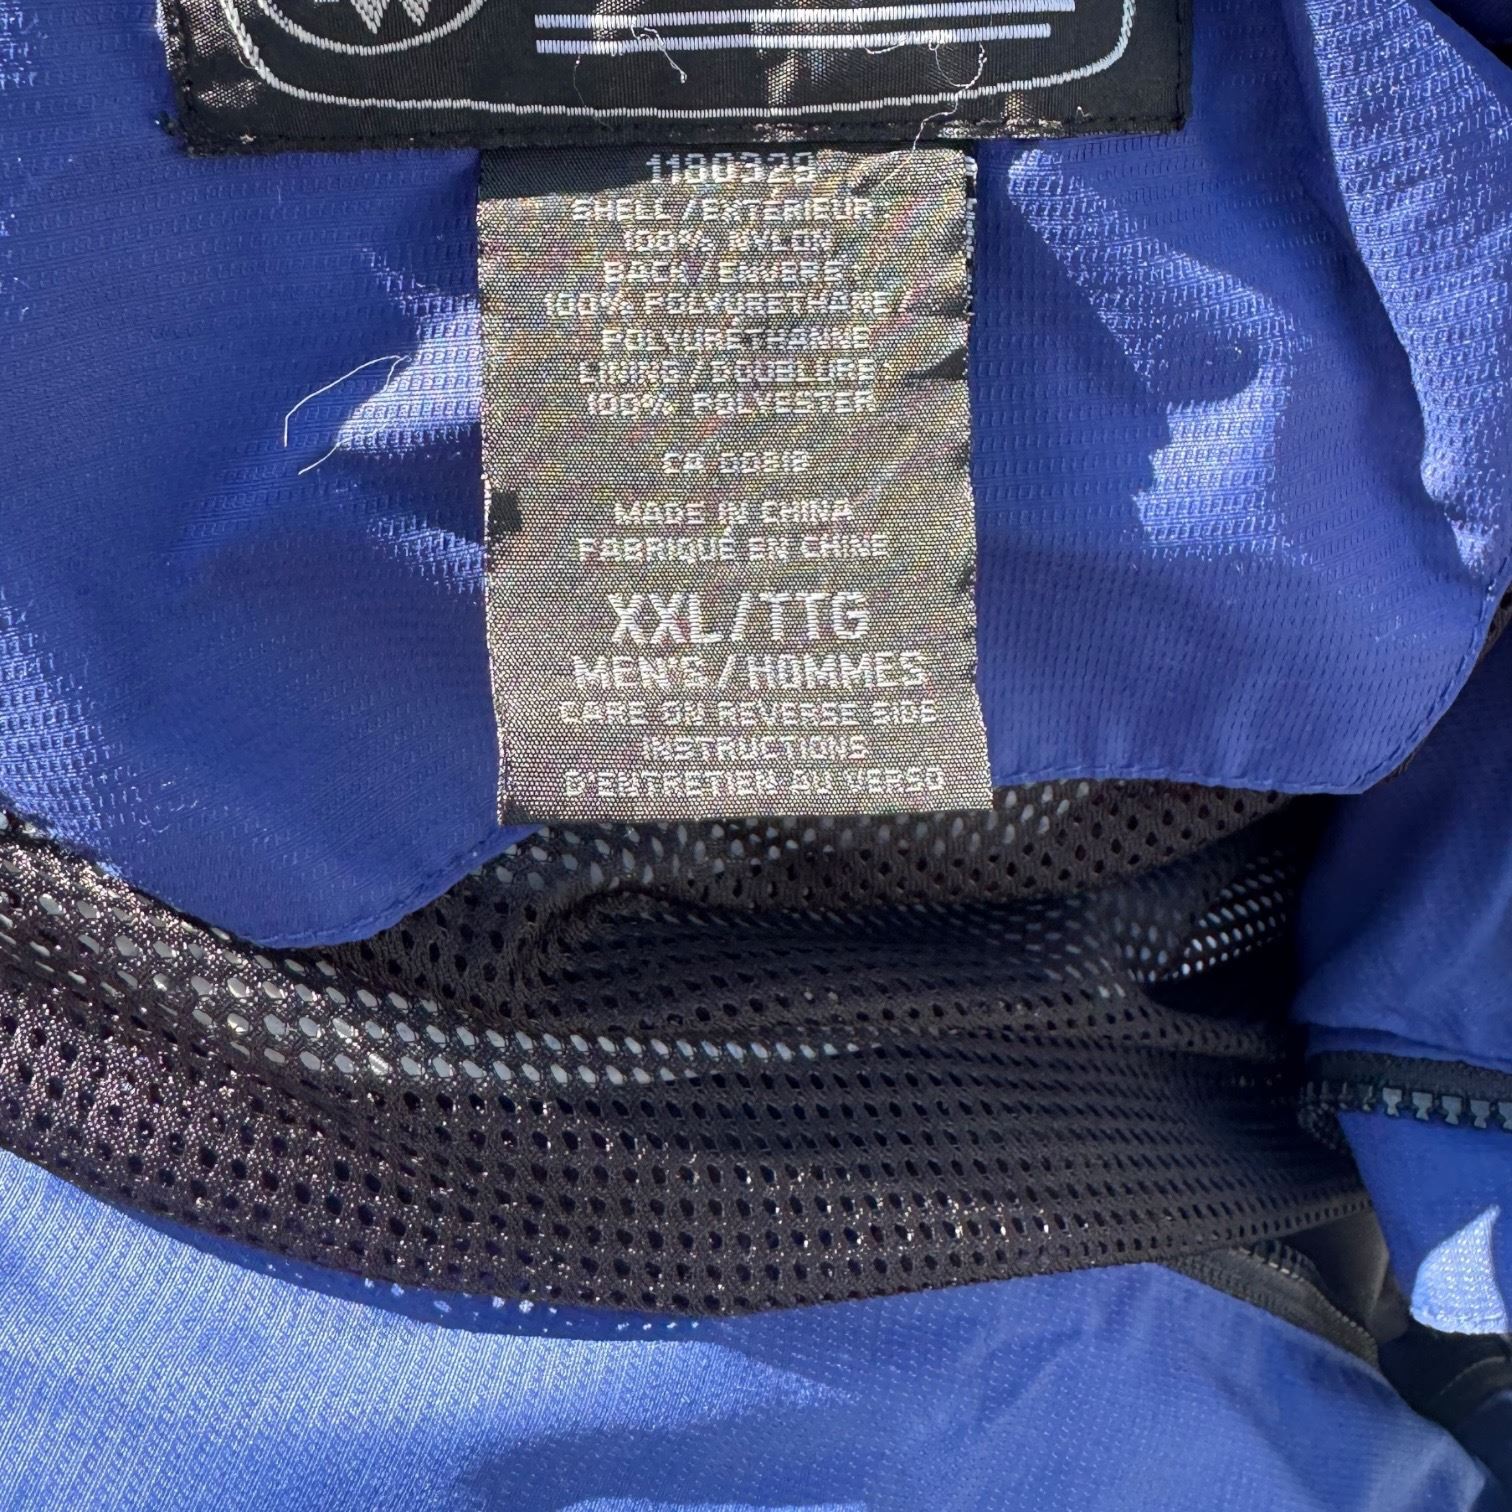 1180328
SHELL / EXTÉRIEUR:
100% NYLON
BACK / ENVERS:
100% POLYURETHANE /
POLYURÉTHANNE
LINING / DOUBLURE:
100% POLYESTER
CA 00318
MADE IN CHINA
FABRIQUÉ EN CHINE
XXL/TTG
MEN'S / HOMMES
CARE ON REVERSE SIDE
INSTRUCTIONS
D'ENTRETIEN AU VERSO